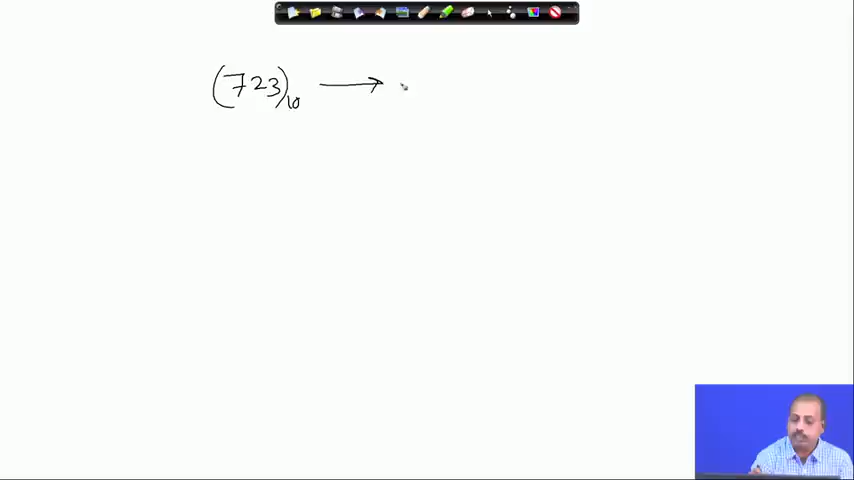 (723)₁₀ →